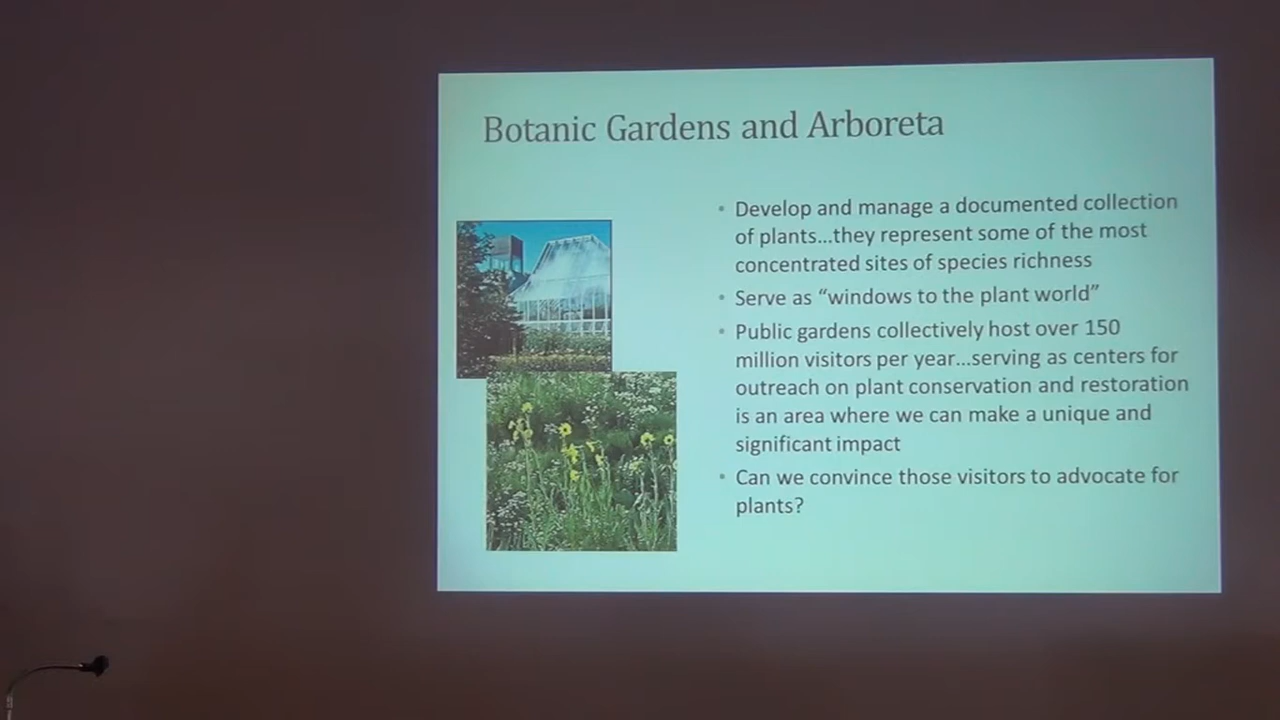 Botanic Gardens and Arboreta
• Develop and manage a documented collection
of plants...they represent some of the most
concentrated sites of species richness
• Serve as “windows to the plant world”
• Public gardens collectively host over 150
million visitors per year...serving as centers for
outreach on plant conservation and restoration
is an area where we can make a unique and
significant impact
• Can we convince those visitors to advocate for
plants?